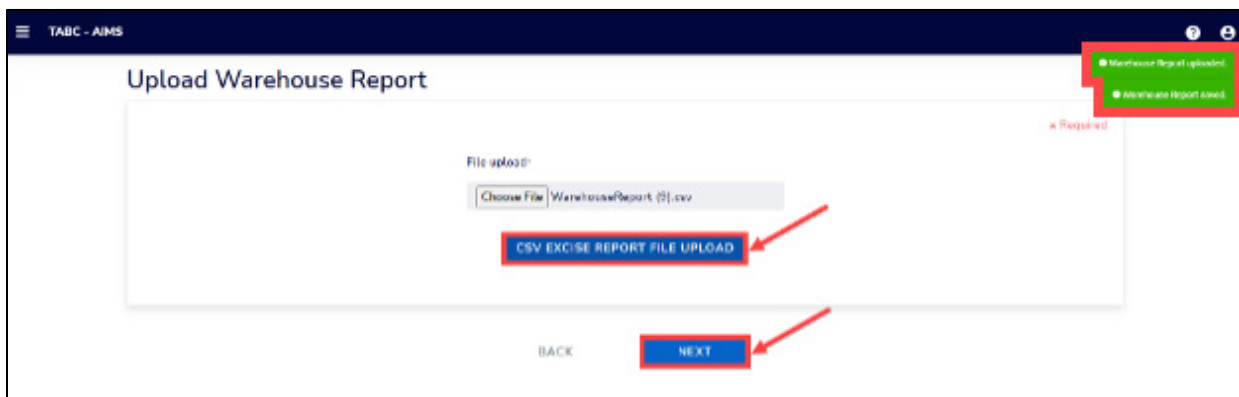 TABC - AIMS
Warehouse Report uploaded.
Upload Warehouse Report
Warehouse Report saved.
* Required
File upload*
Choose File WarehouseReport (9).csv
CSV EXCISE REPORT FILE UPLOAD
BACK
NEXT